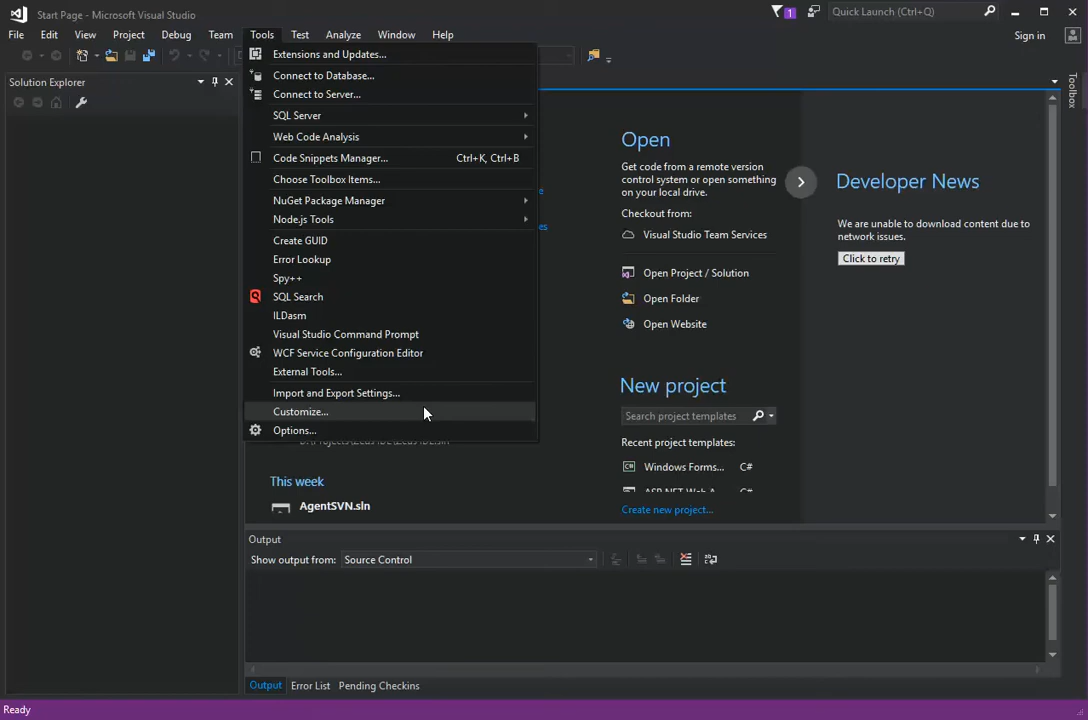 Start Page - Microsoft Visual Studio
1
Quick Launch (Ctrl+Q)
File Edit View Project Debug Team Tools Test Analyze Window Help
Sign in
Solution Explorer
Extensions and Updates...
Connect to Database...
Connect to Server...
SQL Server
Web Code Analysis
Code Snippets Manager... Ctrl+K, Ctrl+B
Choose Toolbox Items...
NuGet Package Manager
Node.js Tools
Create GUID
Error Lookup
Spy++
SQL Search
ILDasm
Visual Studio Command Prompt
WCF Service Configuration Editor
External Tools...
Import and Export Settings...
Customize...
Options...
This week
AgentSVN.sln
Open
Get code from a remote version
control system or open something
on your local drive.
Checkout from:
Visual Studio Team Services
Open Project / Solution
Open Folder
Open Website
New project
Search project templates
Recent project templates:
Windows Forms... C#
Create new project...
Developer News
We are unable to download content due to
network issues.
Click to retry
Toolbox
Output
Show output from: Source Control
Output Error List Pending Checkins
Ready